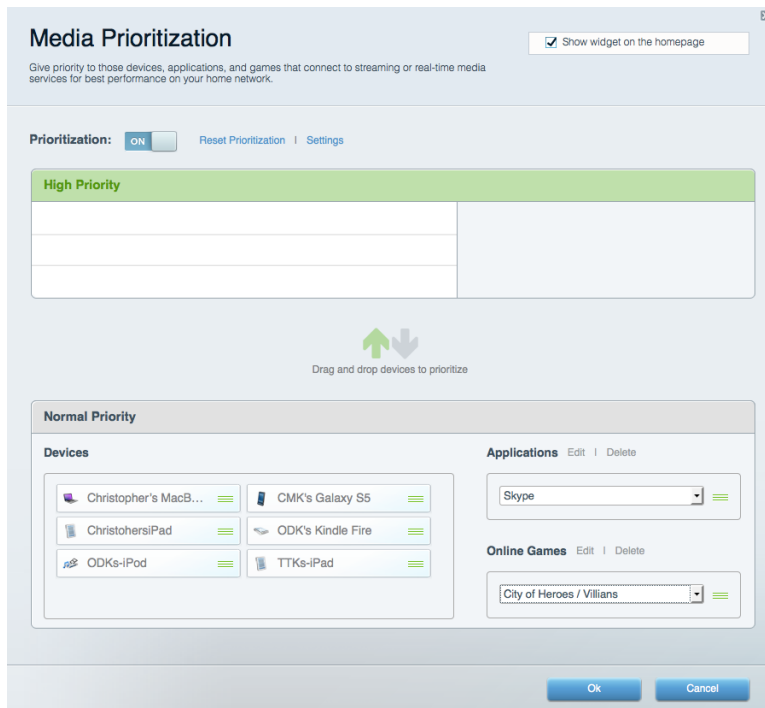 Media Prioritization
Show widget on the homepage
Give priority to those devices, applications, and games that connect to streaming or real-time media
services for best performance on your home network.
Prioritization: ON Reset Prioritization | Settings
High Priority
Drag and drop devices to prioritize
Normal Priority
Devices
Christopher's MacB...
CMK's Galaxy S5
ChristohersiPad
ODK's Kindle Fire
ODKs-iPod
TTKs-iPad
Applications Edit | Delete
Skype
Online Games Edit | Delete
City of Heroes / Villians
Ok
Cancel